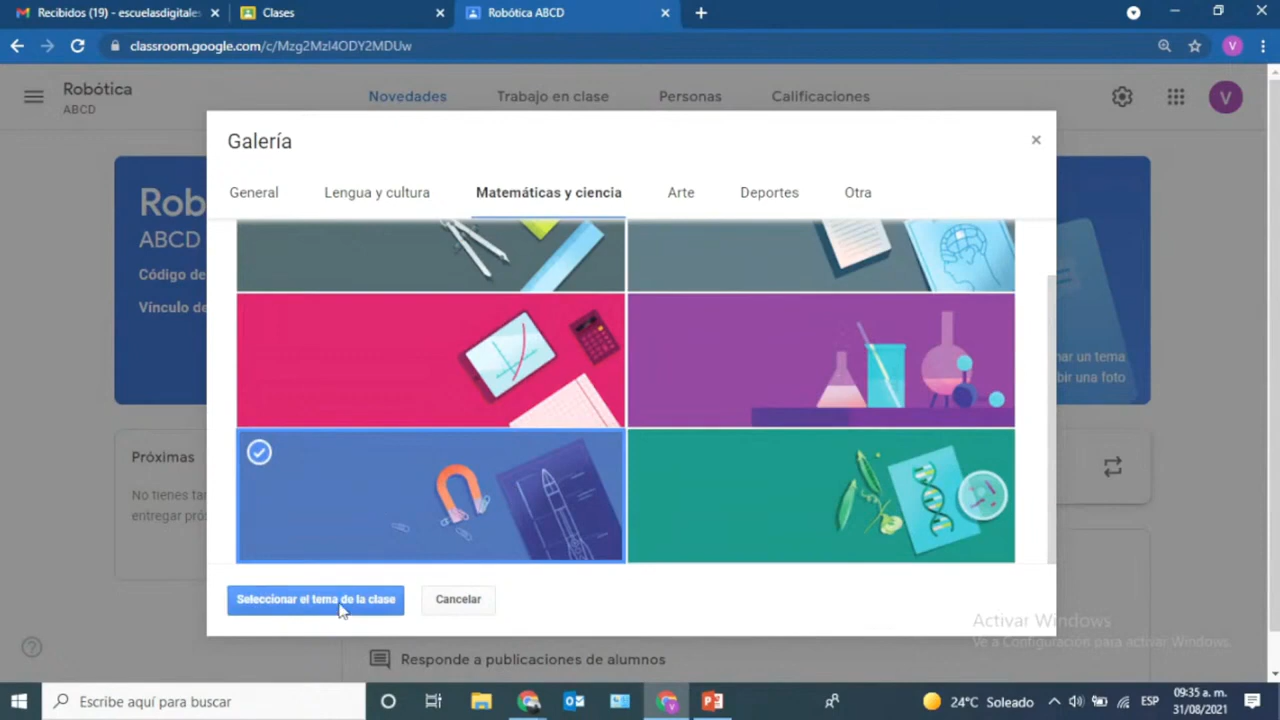 Recibidos (19) - escuelasdigitale
Clases
Robótica ABCD
classroom.google.com/c/Mzg2MzI4ODY2MDUw
V
Robótica
ABCD
Novedades
Trabajo en clase
Personas
Calificaciones
V
Galería
General
Lengua y cultura
Matemáticas y ciencia
Arte
Deportes
Otra
Rob
ABCD
Código de
Vínculo de
nar un tema
bir una foto
Próximas
No tienes tar
entregar pró
Seleccionar el tema de la clase
Cancelar
Activar Windows
Ve a Configuración para activar Windows.
Responde a publicaciones de alumnos
Escribe aquí para buscar
24°C Soleado
ESP
09:35 a. m.
31/08/2021